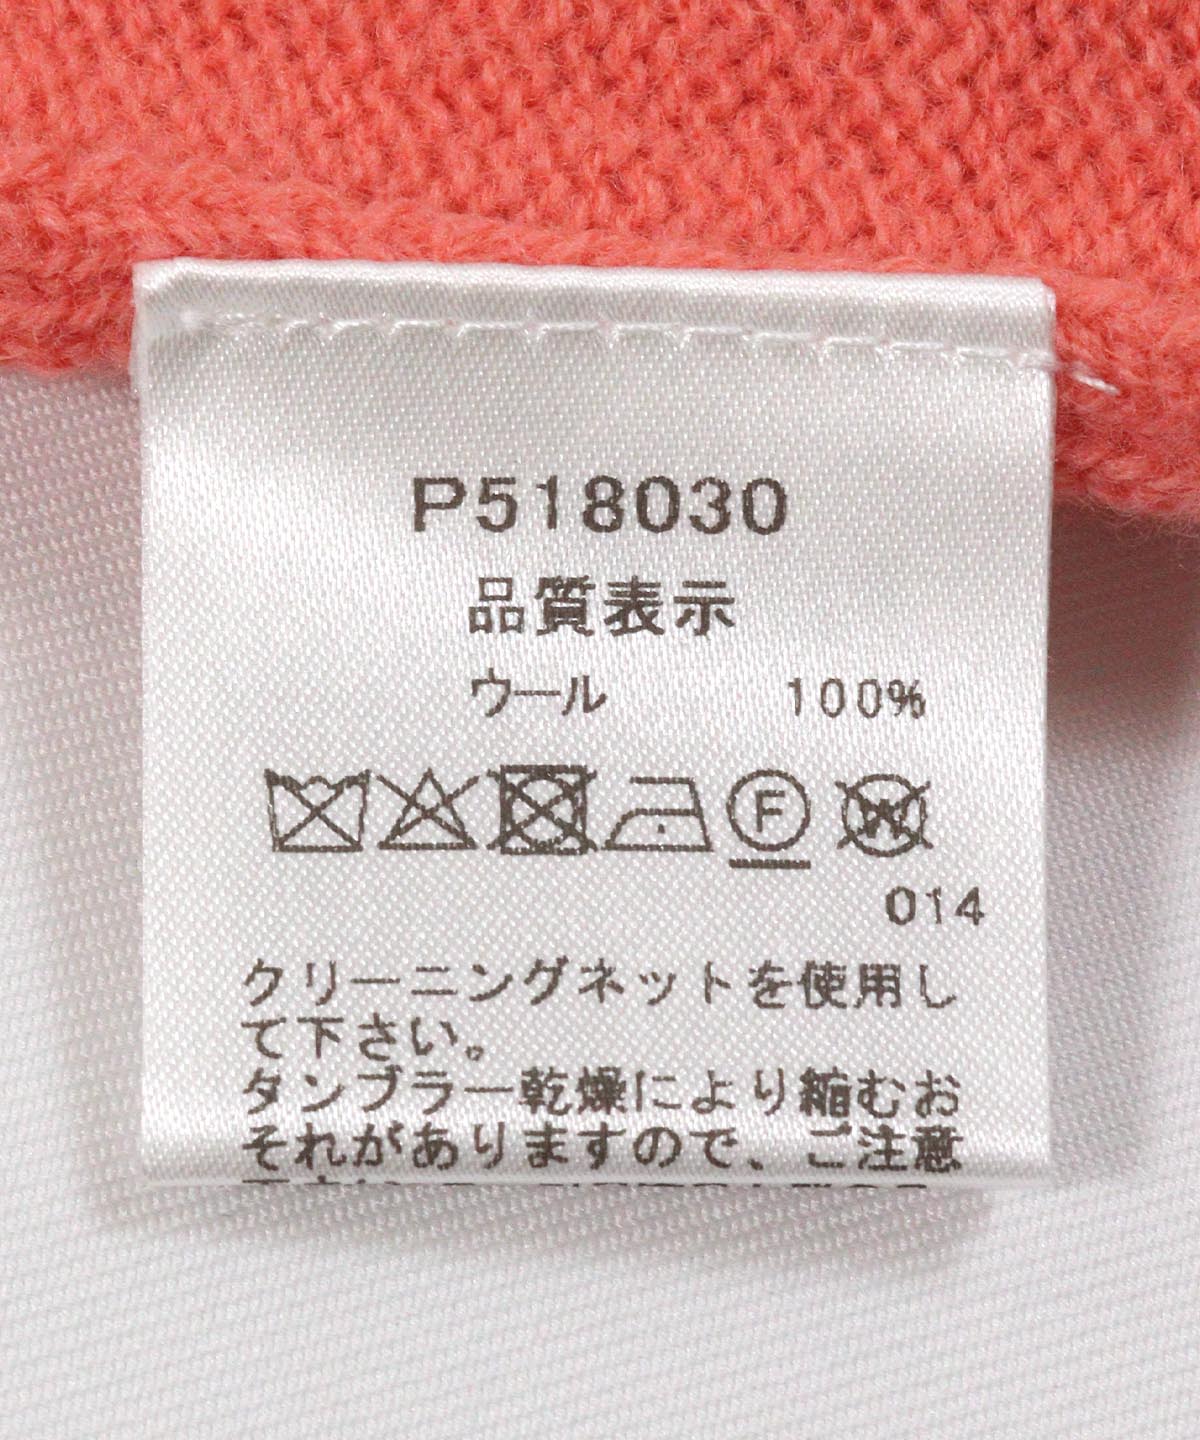 P518030
品質表示
ウール 100%
F W
014
クリーニングネットを使用し
て下さい。
タンブラー乾燥により縮むお
それがありますので、ご注意